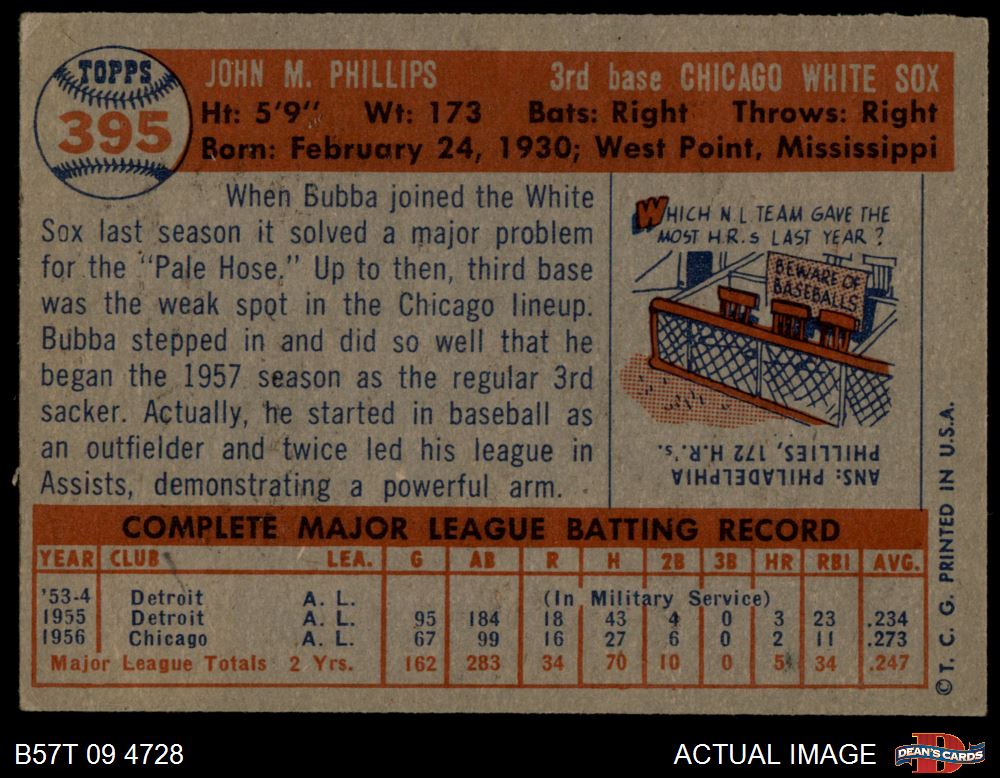 TOPPS
395
JOHN M. PHILLIPS 3rd base CHICAGO WHITE SOX
Ht: 5'9" Wt: 173 Bats: Right Throws: Right
Born: February 24, 1930; West Point, Mississippi
When Bubba joined the White
Sox last season it solved a major problem
for the "Pale Hose." Up to then, third base
was the weak spot in the Chicago lineup.
Bubba stepped in and did so well that he
began the 1957 season as the regular 3rd
sacker. Actually, he started in baseball as
an outfielder and twice led his league in
Assists, demonstrating a powerful arm.
WHICH N.L. TEAM GAVE THE
MOST H.R.S LAST YEAR?
BEWARE OF
BASEBALLS
ANS: PHILADELPHIA
PHILLIES, 172 H.R.'s.
COMPLETE MAJOR LEAGUE BATTING RECORD
YEAR CLUB LEA. G AB R H 2B 3B HR RBI AVG.
'53-4 Detroit A. L. (In Military Service)
1955 Detroit A. L. 95 184 18 43 4 0 3 23 .234
1956 Chicago A. L. 67 99 16 27 6 0 2 11 .273
Major League Totals 2 Yrs. 162 283 34 70 10 0 5 34 .247
© T. C. G. PRINTED IN U.S.A.
B57T 09 4728
ACTUAL IMAGE
D
DEAN'S CARDS